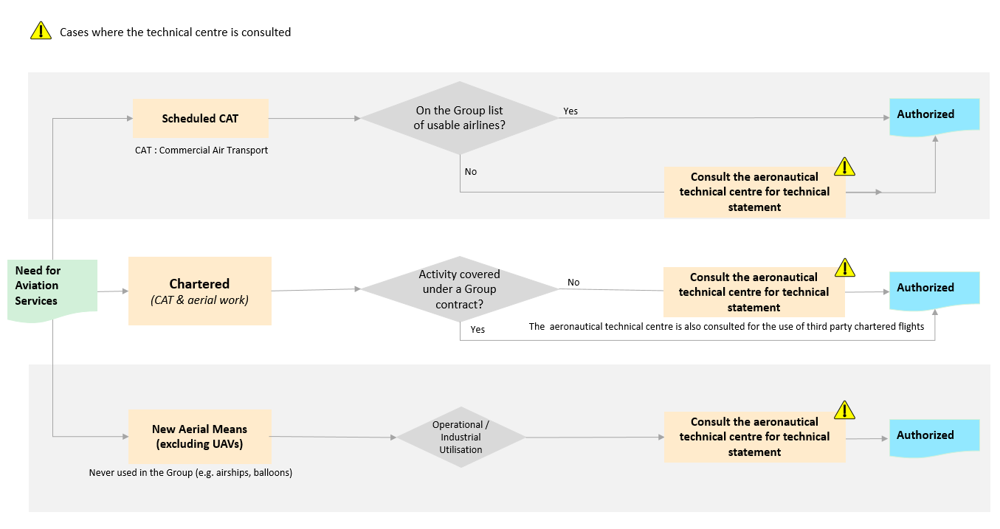 Cases where the technical centre is consulted
Scheduled CAT
CAT : Commercial Air Transport
On the Group list
of usable airlines?
Yes
Authorized
No
Consult the aeronautical
technical centre for technical
statement
Need for
Aviation
Services
Chartered
(CAT & aerial work)
Activity covered
under a Group
contract?
No
Consult the aeronautical
technical centre for technical
statement
Authorized
Yes
The  aeronautical technical centre is also consulted for the use of third party chartered flights
New Aerial Means
(excluding UAVs)
Never used in the Group (e.g. airships, balloons)
Operational /
Industrial
Utilisation
Consult the aeronautical
technical centre for technical
statement
Authorized